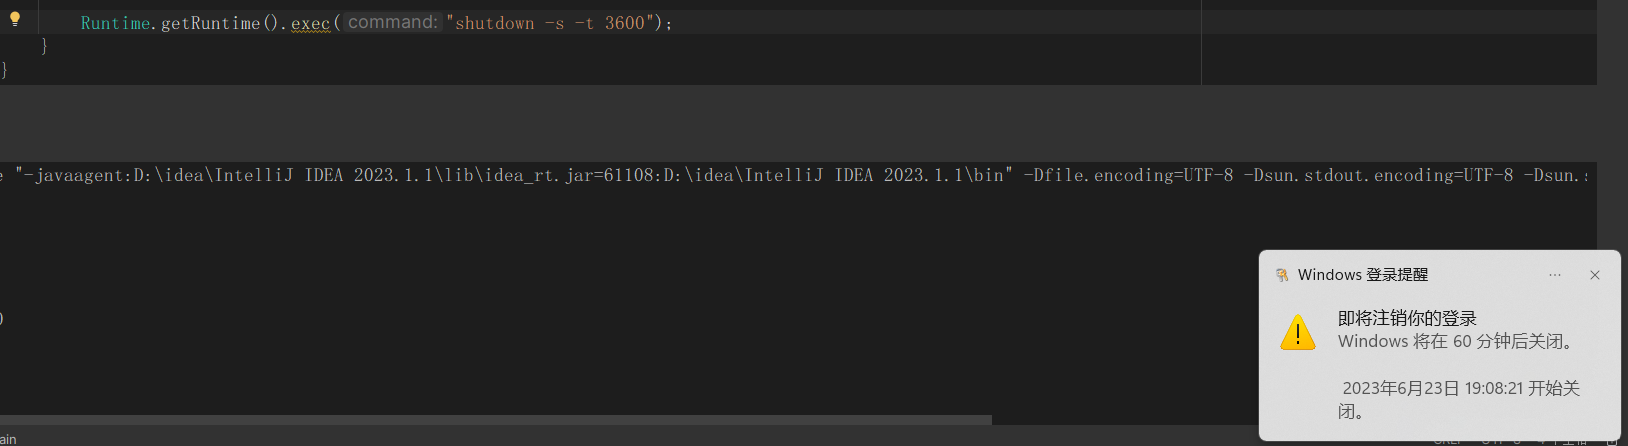 Runtime.getRuntime().exec( command: "shutdown -s -t 3600");
}
}
e "-javaagent:D:\idea\IntelliJ IDEA 2023.1.1\lib\idea_rt.jar=61108:D:\idea\IntelliJ IDEA 2023.1.1\bin" -Dfile.encoding=UTF-8 -Dsun.stdout.encoding=UTF-8 -Dsun.s
Windows 登录提醒
即将注销你的登录
Windows 将在 60 分钟后关闭。
2023年6月23日 19:08:21 开始关
闭。
)
ain